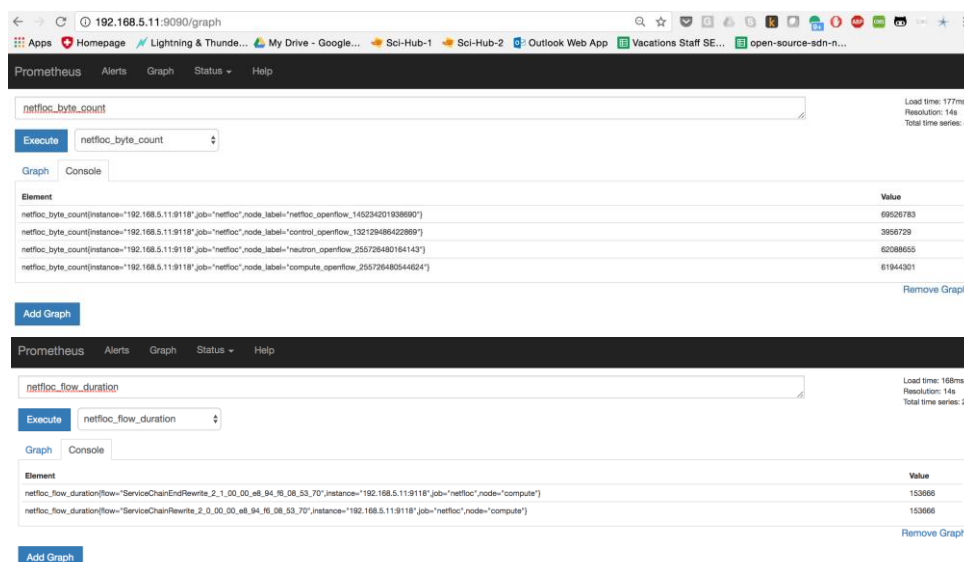 192.168.5.11:9090/graph
Apps Homepage Lightning & Thunde... My Drive - Google... Sci-Hub-1 Sci-Hub-2 Outlook Web App Vacations Staff SE... open-source-sdn-n...
Prometheus Alerts Graph Status Help
netfloc_byte_count
Load time: 177ms
Resolution: 14s
Total time series:
Execute netfloc_byte_count
Graph Console
Element Value
netfloc_byte_count{instance="192.168.5.11:9118",job="netfloc",node_label="netfloc_openflow_145234201938690"} 69526783
netfloc_byte_count{instance="192.168.5.11:9118",job="netfloc",node_label="control_openflow_132129486422869"} 3956729
netfloc_byte_count{instance="192.168.5.11:9118",job="netfloc",node_label="neutron_openflow_255726480164143"} 62088655
netfloc_byte_count{instance="192.168.5.11:9118",job="netfloc",node_label="compute_openflow_255726480544624"} 61944301
Remove Graph
Add Graph
Prometheus Alerts Graph Status Help
netfloc_flow_duration
Load time: 168ms
Resolution: 14s
Total time series: 2
Execute netfloc_flow_duration
Graph Console
Element Value
netfloc_flow_duration{flow="ServiceChainEndRewrite_2_1_00_00_e8_94_f6_08_53_70",instance="192.168.5.11:9118",job="netfloc",node="compute"} 153666
netfloc_flow_duration{flow="ServiceChainRewrite_2_0_00_00_e8_94_f6_08_53_70",instance="192.168.5.11:9118",job="netfloc",node="compute"} 153666
Remove Graph
Add Graph